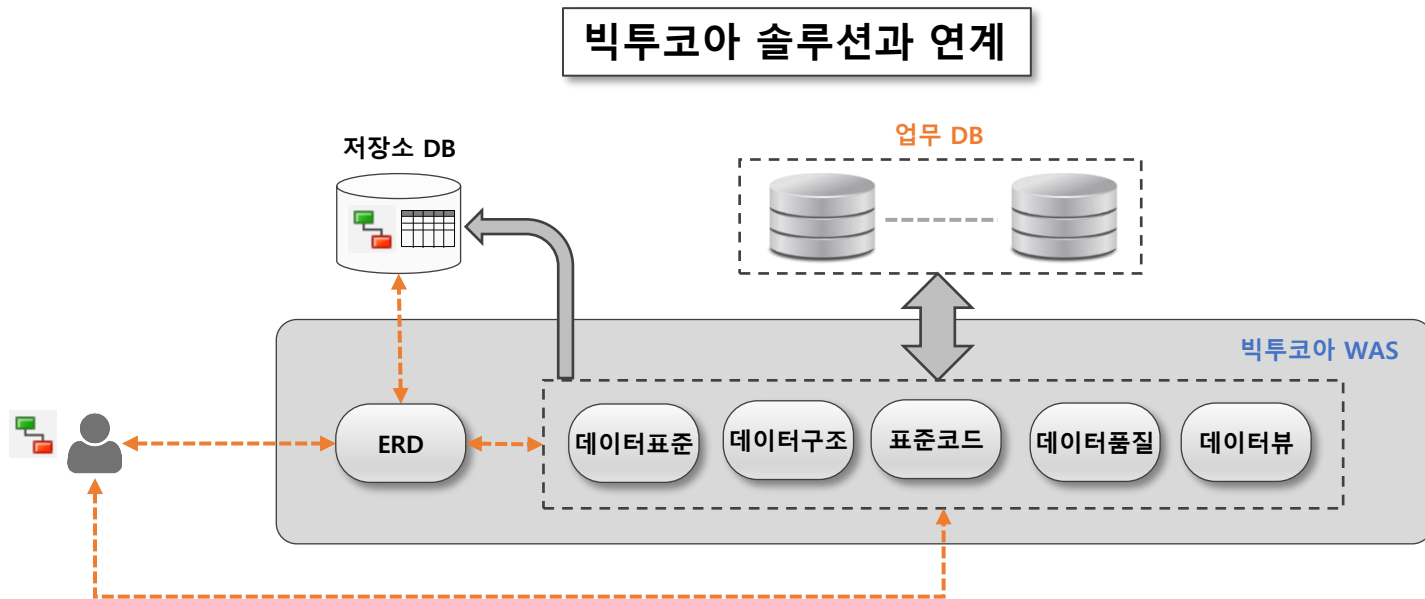 빅투코아 솔루션과 연계
저장소 DB
업무 DB
빅투코아 WAS
ERD
데이터표준
데이터구조
표준코드
데이터품질
데이터뷰